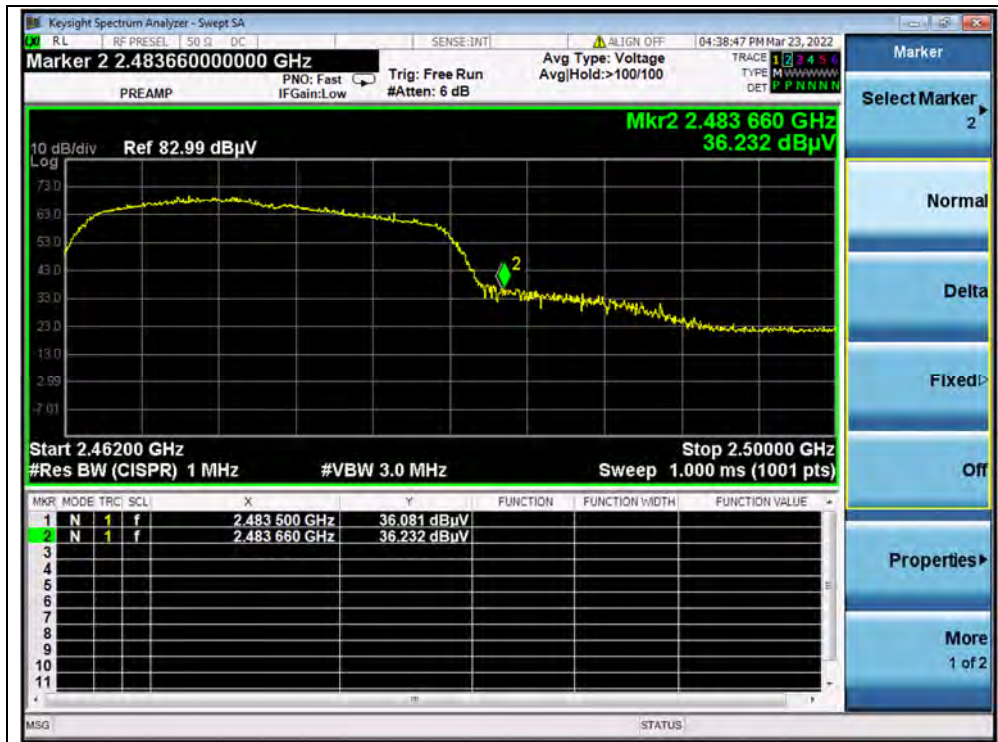 Keysight Spectrum Analyzer - Swept SA
LXI RL RF PRESEL 50 Ω DC SENSE:INT ALIGN OFF 04:38:47 PM Mar 23, 2022
Marker 2 2.483660000000 GHz
PREAMP
PNO: Fast
IFGain:Low
Trig: Free Run
#Atten: 6 dB
Avg Type: Voltage
Avg|Hold:>100/100
TRACE 1 2 3 4 5 6
TYPE M WWWWW
DET P P N N N N
Mkr2 2.483 660 GHz
36.232 dBµV
10 dB/div Ref 82.99 dBµV
Log
73.0
63.0
53.0
43.0
33.0
23.0
13.0
2.99
-7.01
2
Start 2.46200 GHz Stop 2.50000 GHz
#Res BW (CISPR) 1 MHz #VBW 3.0 MHz Sweep 1.000 ms (1001 pts)
MKR MODE TRC SCL X Y FUNCTION FUNCTION WIDTH FUNCTION VALUE
1 N 1 f 2.483 500 GHz 36.081 dBµV
2 N 1 f 2.483 660 GHz 36.232 dBµV
3
4
5
6
7
8
9
10
11
MSG STATUS
Marker
Select Marker
2
Normal
Delta
Fixed
Off
Properties
More
1 of 2